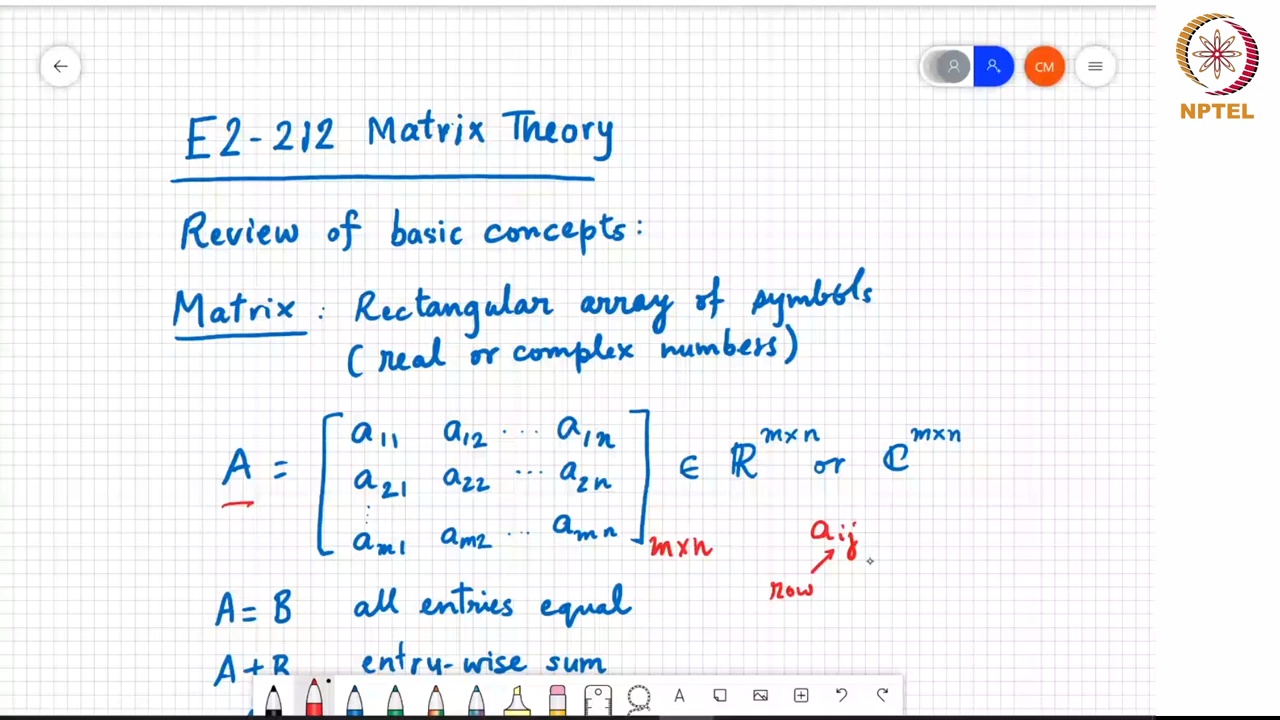 CM
NPTEL
E2-212 Matrix Theory
Review of basic concepts:
Matrix : Rectangular array of symbols
(real or complex numbers)
A = [ a11 a12 ... a1n
a21 a22 ... a2n
⋮
am1 am2 ... amn ] m×n ∈ ℝ^m×n or ℂ^m×n
aij
row
A = B all entries equal
A + B entry-wise sum
A